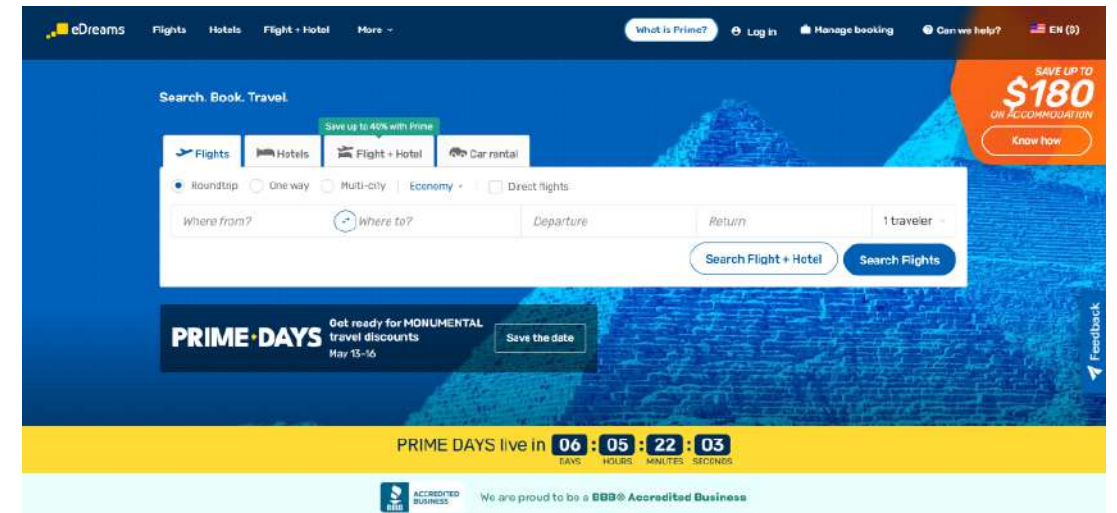 eDreams Flights Hotels Flight + Hotel More What is Prime? Log in Manage booking Can we help? EN ($)
SAVE UP TO
$180
ON ACCOMMODATION
Know how
Search. Book. Travel.
Save up to 40% with Prime
Flights Hotels Flight + Hotel Car rental
Roundtrip One way Multi-city Economy Direct flights
Where from? Where to? Departure Return 1 traveler
Search Flight + Hotel Search Flights
PRIME DAYS
Get ready for MONUMENTAL
travel discounts
May 13-16
Save the date
Feedback
PRIME DAYS live in 06 : 05 : 22 : 03
DAYS HOURS MINUTES SECONDS
BBB
ACCREDITED
BUSINESS
We are proud to be a BBB® Accredited Business